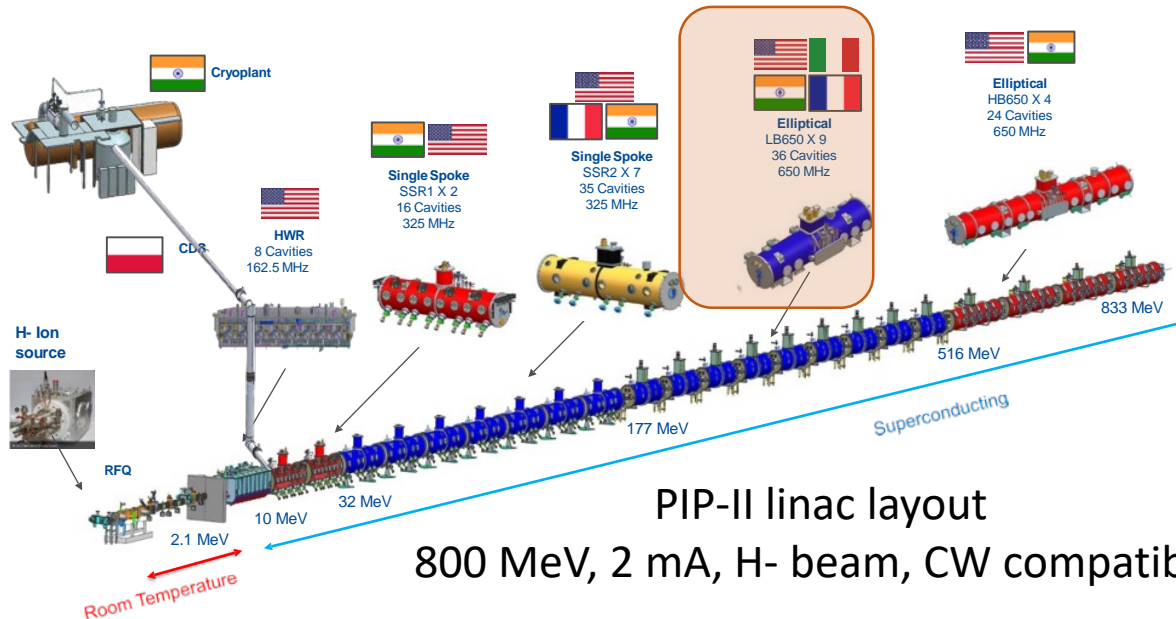 Cryoplant
CDS
H- Ion
source
RFQ
HWR
8 Cavities
162.5 MHz
Single Spoke
SSR1 X 2
16 Cavities
325 MHz
Single Spoke
SSR2 X 7
35 Cavities
325 MHz
Elliptical
LB650 X 9
36 Cavities
650 MHz
Elliptical
HB650 X 4
24 Cavities
650 MHz
2.1 MeV
10 MeV
32 MeV
177 MeV
516 MeV
833 MeV
Room Temperature
Superconducting
PIP-II linac layout
800 MeV, 2 mA, H- beam, CW compatib